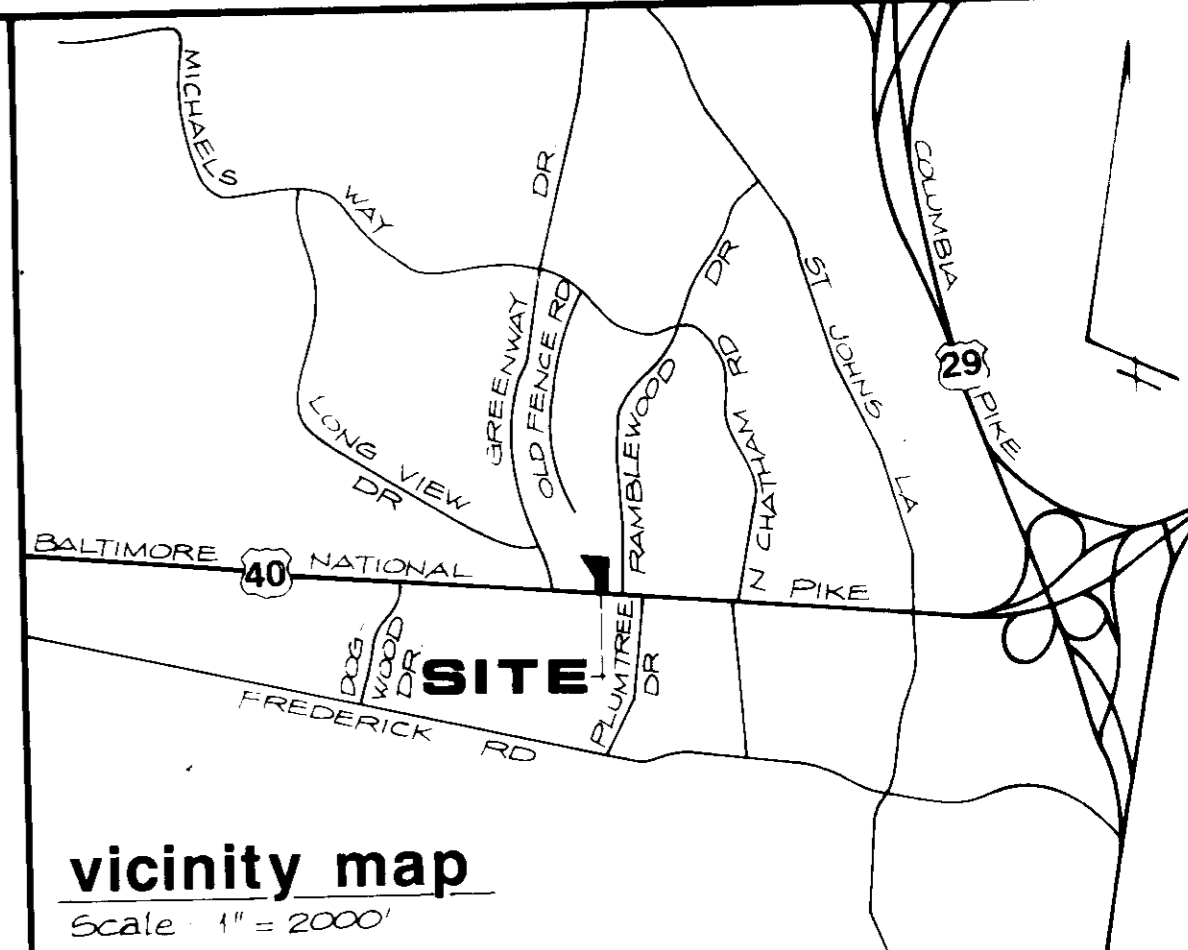 MICHAELS
WAY
GREENWAY
DR.
OLD FENCE RD
RAMBLEWOOD
DR
N CHATHAM RD
ST JOHNS
LA
COLUMBIA
29
PIKE
LONG VIEW
DR
BALTIMORE
40
NATIONAL
PIKE
DOG
WOOD
DR.
SITE
PLUMTREE
DR
FREDERICK
RD
vicinity map
Scale 1" = 2000'